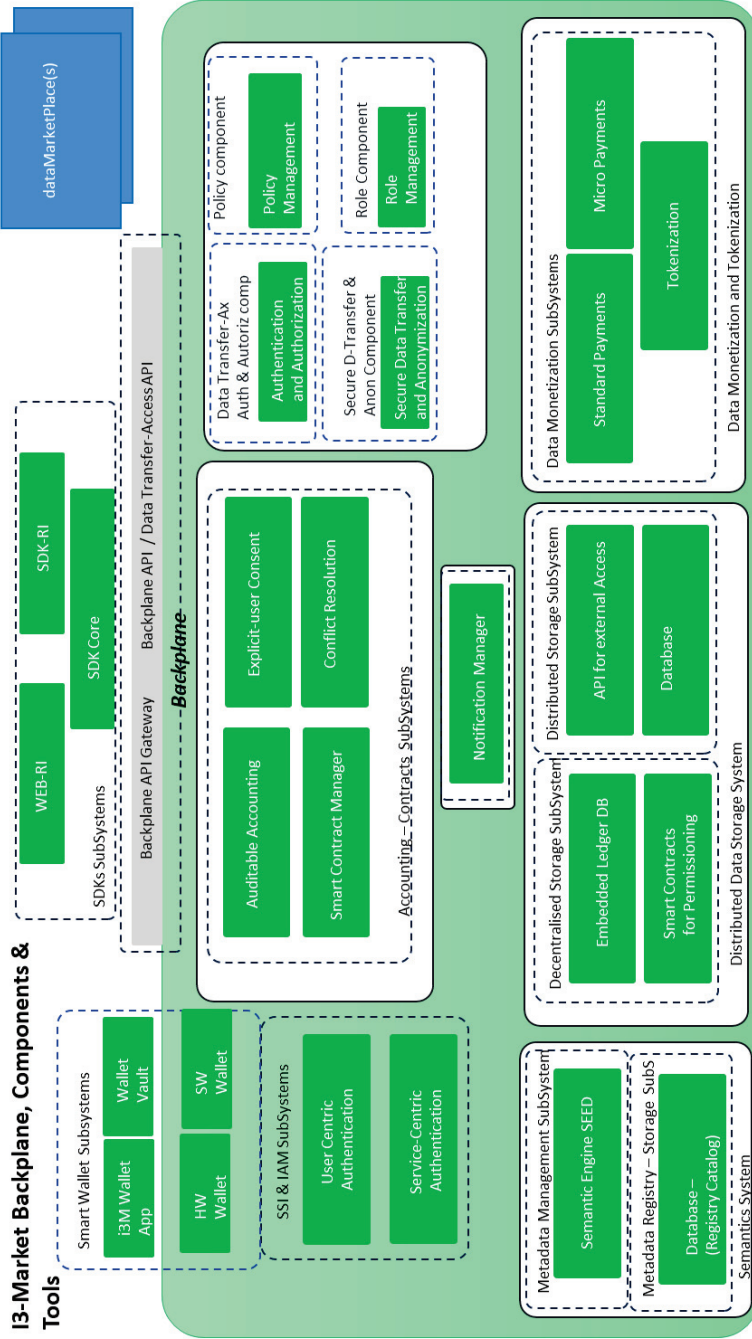 I3-Market Backplane, Components &
Tools
dataMarketPlace(s)
WEB-RI
SDK-RI
SDK Core
SDKs SubSystems
Backplane API Gateway
Backplane API / Data Transfer-Access API
Backplane
Smart Wallet Subsystems
i3M Wallet
App
Wallet
Vault
HW
Wallet
SW
Wallet
SSI & IAM SubSystems
User Centric
Authentication
Service-Centric
Authentication
Auditable Accounting
Explicit-user Consent
Smart Contract Manager
Conflict Resolution
Accounting – Contracts SubSystems
Data Transfer-Ax
Auth & Autoriz comp
Authentication
and Authorization
Policy component
Policy
Management
Secure D-Transfer &
Anon Component
Secure Data Transfer
and Anonymization
Role Component
Role
Management
Notification Manager
Metadata Management SubSystem
Semantic Engine SEED
Metadata Registry – Storage SubS
Database –
(Registry Catalog)
Semantics System
Decentralised Storage SubSystem
Embedded Ledger DB
Smart Contracts
for Permissioning
Distributed Storage SubSystem
API for external Access
Database
Distributed Data Storage System
Data Monetization SubSystems
Standard Payments
Micro Payments
Tokenization
Data Monetization and Tokenization